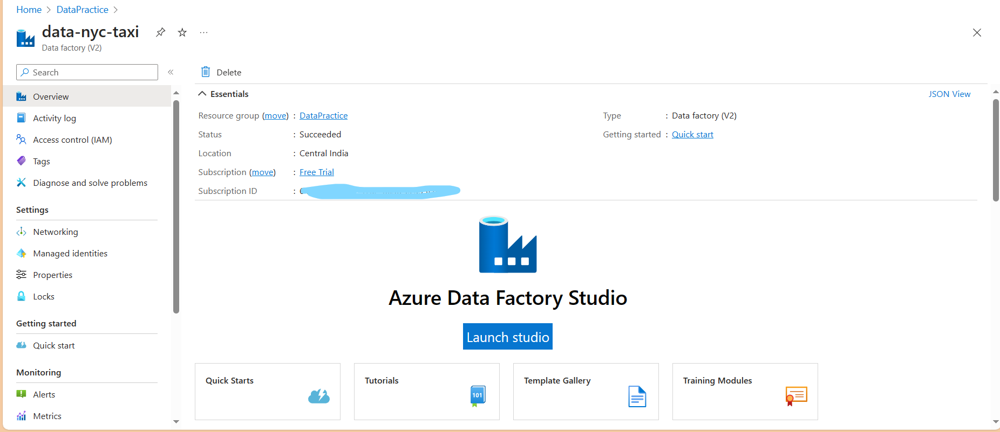 Home > DataPractice >
data-nyc-taxi ...
Data factory (V2)
Search «
Overview
Activity log
Access control (IAM)
Tags
Diagnose and solve problems
Settings
Networking
Managed identities
Properties
Locks
Getting started
Quick start
Monitoring
Alerts
Metrics
Delete
Essentials
JSON View
Resource group (move) : DataPractice
Status : Succeeded
Location : Central India
Subscription (move) : Free Trial
Subscription ID :
Type : Data factory (V2)
Getting started : Quick start
Azure Data Factory Studio
Launch studio
Quick Starts
Tutorials
101
Template Gallery
Training Modules